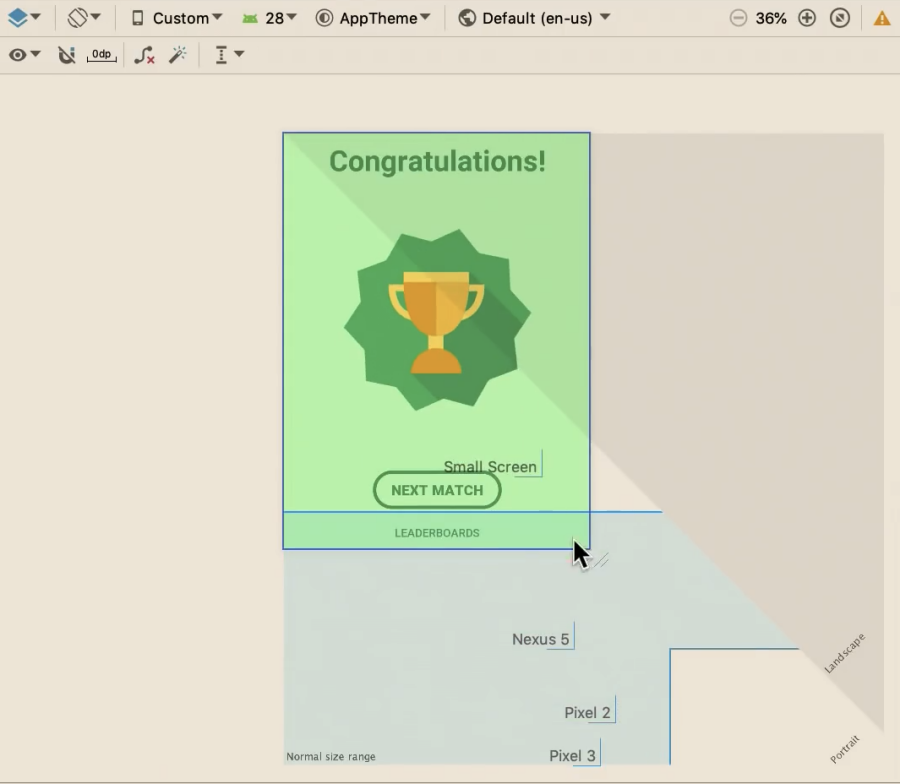 Custom 28 AppTheme Default (en-us) 36%
0dp
Congratulations!
Small Screen
NEXT MATCH
LEADERBOARDS
Nexus 5
Landscape
Pixel 2
Portrait
Normal size range
Pixel 3